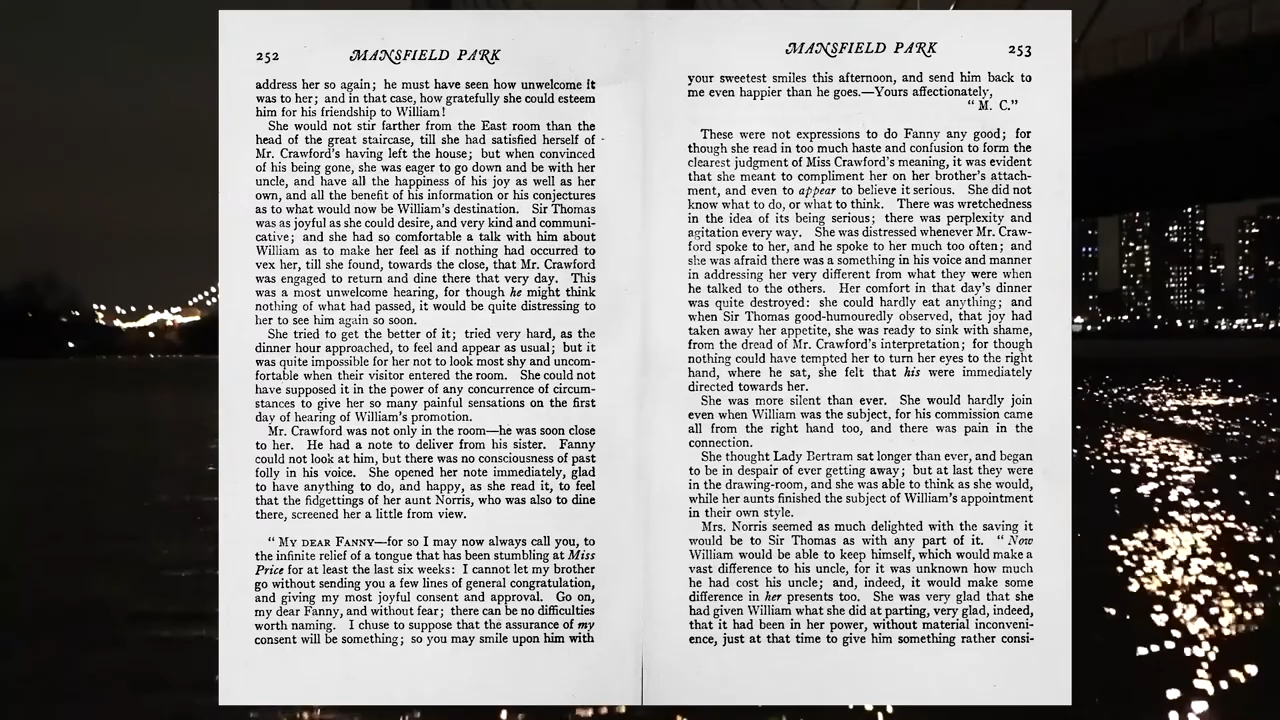 252 MANSFIELD PARK
address her so again; he must have seen how unwelcome it
was to her; and in that case, how gratefully she could esteem
him for his friendship to William!
She would not stir farther from the East room than the
head of the great staircase, till she had satisfied herself of
Mr. Crawford's having left the house; but when convinced
of his being gone, she was eager to go down and be with her
uncle, and have all the happiness of his joy as well as her
own, and all the benefit of his information or his conjectures
as to what would now be William's destination. Sir Thomas
was as joyful as she could desire, and very kind and communi-
cative; and she had so comfortable a talk with him about
William as to make her feel as if nothing had occurred to
vex her, till she found, towards the close, that Mr. Crawford
was engaged to return and dine there that very day. This
was a most unwelcome hearing, for though he might think
nothing of what had passed, it would be quite distressing to
her to see him again so soon.
She tried to get the better of it; tried very hard, as the
dinner hour approached, to feel and appear as usual; but it
was quite impossible for her not to look most shy and uncom-
fortable when their visitor entered the room. She could not
have supposed it in the power of any concurrence of circum-
stances to give her so many painful sensations on the first
day of hearing of William's promotion.
Mr. Crawford was not only in the room—he was soon close
to her. He had a note to deliver from his sister. Fanny
could not look at him, but there was no consciousness of past
folly in his voice. She opened her note immediately, glad
to have anything to do, and happy, as she read it, to feel
that the fidgettings of her aunt Norris, who was also to dine
there, screened her a little from view.
"MY DEAR FANNY—for so I may now always call you, to
the infinite relief of a tongue that has been stumbling at Miss
Price for at least the last six weeks: I cannot let my brother
go without sending you a few lines of general congratulation,
and giving my most joyful consent and approval. Go on,
my dear Fanny, and without fear; there can be no difficulties
worth naming. I chuse to suppose that the assurance of my
consent will be something; so you may smile upon him with
MANSFIELD PARK 253
your sweetest smiles this afternoon, and send him back to
me even happier than he goes.—Yours affectionately,
"M. C."
These were not expressions to do Fanny any good; for
though she read in too much haste and confusion to form the
clearest judgment of Miss Crawford's meaning, it was evident
that she meant to compliment her on her brother's attach-
ment, and even to appear to believe it serious. She did not
know what to do, or what to think. There was wretchedness
in the idea of its being serious; there was perplexity and
agitation every way. She was distressed whenever Mr. Craw-
ford spoke to her, and he spoke to her much too often; and
she was afraid there was a something in his voice and manner
in addressing her very different from what they were when
he talked to the others. Her comfort in that day's dinner
was quite destroyed: she could hardly eat anything; and
when Sir Thomas good-humouredly observed, that joy had
taken away her appetite, she was ready to sink with shame,
from the dread of Mr. Crawford's interpretation; for though
nothing could have tempted her to turn her eyes to the right
hand, where he sat, she felt that his were immediately
directed towards her.
She was more silent than ever. She would hardly join
even when William was the subject, for his commission came
all from the right hand too, and there was pain in the
connection.
She thought Lady Bertram sat longer than ever, and began
to be in despair of ever getting away; but at last they were
in the drawing-room, and she was able to think as she would,
while her aunts finished the subject of William's appointment
in their own style.
Mrs. Norris seemed as much delighted with the saving it
would be to Sir Thomas as with any part of it. "Now
William would be able to keep himself, which would make a
vast difference to his uncle, for it was unknown how much
he had cost his uncle; and, indeed, it would make some
difference in her presents too. She was very glad that she
had given William what she did at parting, very glad, indeed,
that it had been in her power, without material inconveni-
ence, just at that time to give him something rather consi-